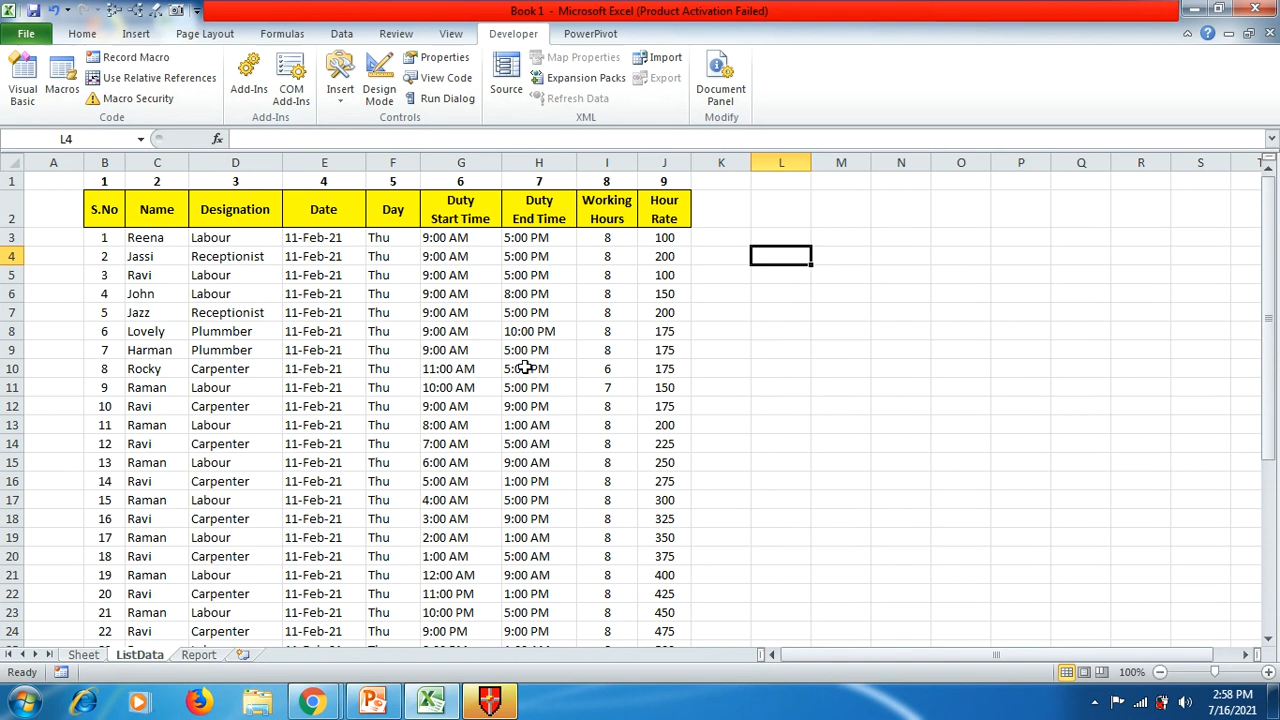 Book 1 - Microsoft Excel (Product Activation Failed)
File Home Insert Page Layout Formulas Data Review View Developer PowerPivot
Visual Basic
Macros
Record Macro
Use Relative References
Macro Security
Code
Add-Ins
COM Add-Ins
Add-Ins
Insert
Design Mode
Properties
View Code
Run Dialog
Controls
Source
Map Properties
Expansion Packs
Refresh Data
Import
Export
XML
Document Panel
Modify
L4 fx
A B C D E F G H I J K L M N O P Q R S
1 1 2 3 4 5 6 7 8 9
2 S.No Name Designation Date Day Duty Start Time Duty End Time Working Hours Hour Rate
3 1 Reena Labour 11-Feb-21 Thu 9:00 AM 5:00 PM 8 100
4 2 Jassi Receptionist 11-Feb-21 Thu 9:00 AM 5:00 PM 8 200
5 3 Ravi Labour 11-Feb-21 Thu 9:00 AM 5:00 PM 8 100
6 4 John Labour 11-Feb-21 Thu 9:00 AM 8:00 PM 8 150
7 5 Jazz Receptionist 11-Feb-21 Thu 9:00 AM 5:00 PM 8 200
8 6 Lovely Plummber 11-Feb-21 Thu 9:00 AM 10:00 PM 8 175
9 7 Harman Plummber 11-Feb-21 Thu 9:00 AM 5:00 PM 8 175
10 8 Rocky Carpenter 11-Feb-21 Thu 11:00 AM 5:00 PM 6 175
11 9 Raman Labour 11-Feb-21 Thu 10:00 AM 5:00 PM 7 150
12 10 Ravi Carpenter 11-Feb-21 Thu 9:00 AM 9:00 PM 8 175
13 11 Raman Labour 11-Feb-21 Thu 8:00 AM 1:00 AM 8 200
14 12 Ravi Carpenter 11-Feb-21 Thu 7:00 AM 5:00 AM 8 225
15 13 Raman Labour 11-Feb-21 Thu 6:00 AM 9:00 AM 8 250
16 14 Ravi Carpenter 11-Feb-21 Thu 5:00 AM 1:00 PM 8 275
17 15 Raman Labour 11-Feb-21 Thu 4:00 AM 5:00 PM 8 300
18 16 Ravi Carpenter 11-Feb-21 Thu 3:00 AM 9:00 PM 8 325
19 17 Raman Labour 11-Feb-21 Thu 2:00 AM 1:00 AM 8 350
20 18 Ravi Carpenter 11-Feb-21 Thu 1:00 AM 5:00 AM 8 375
21 19 Raman Labour 11-Feb-21 Thu 12:00 AM 9:00 AM 8 400
22 20 Ravi Carpenter 11-Feb-21 Thu 11:00 PM 1:00 PM 8 425
23 21 Raman Labour 11-Feb-21 Thu 10:00 PM 5:00 PM 8 450
24 22 Ravi Carpenter 11-Feb-21 Thu 9:00 PM 9:00 PM 8 475
Sheet ListData Report
Ready 100%
2:58 PM
7/16/2021